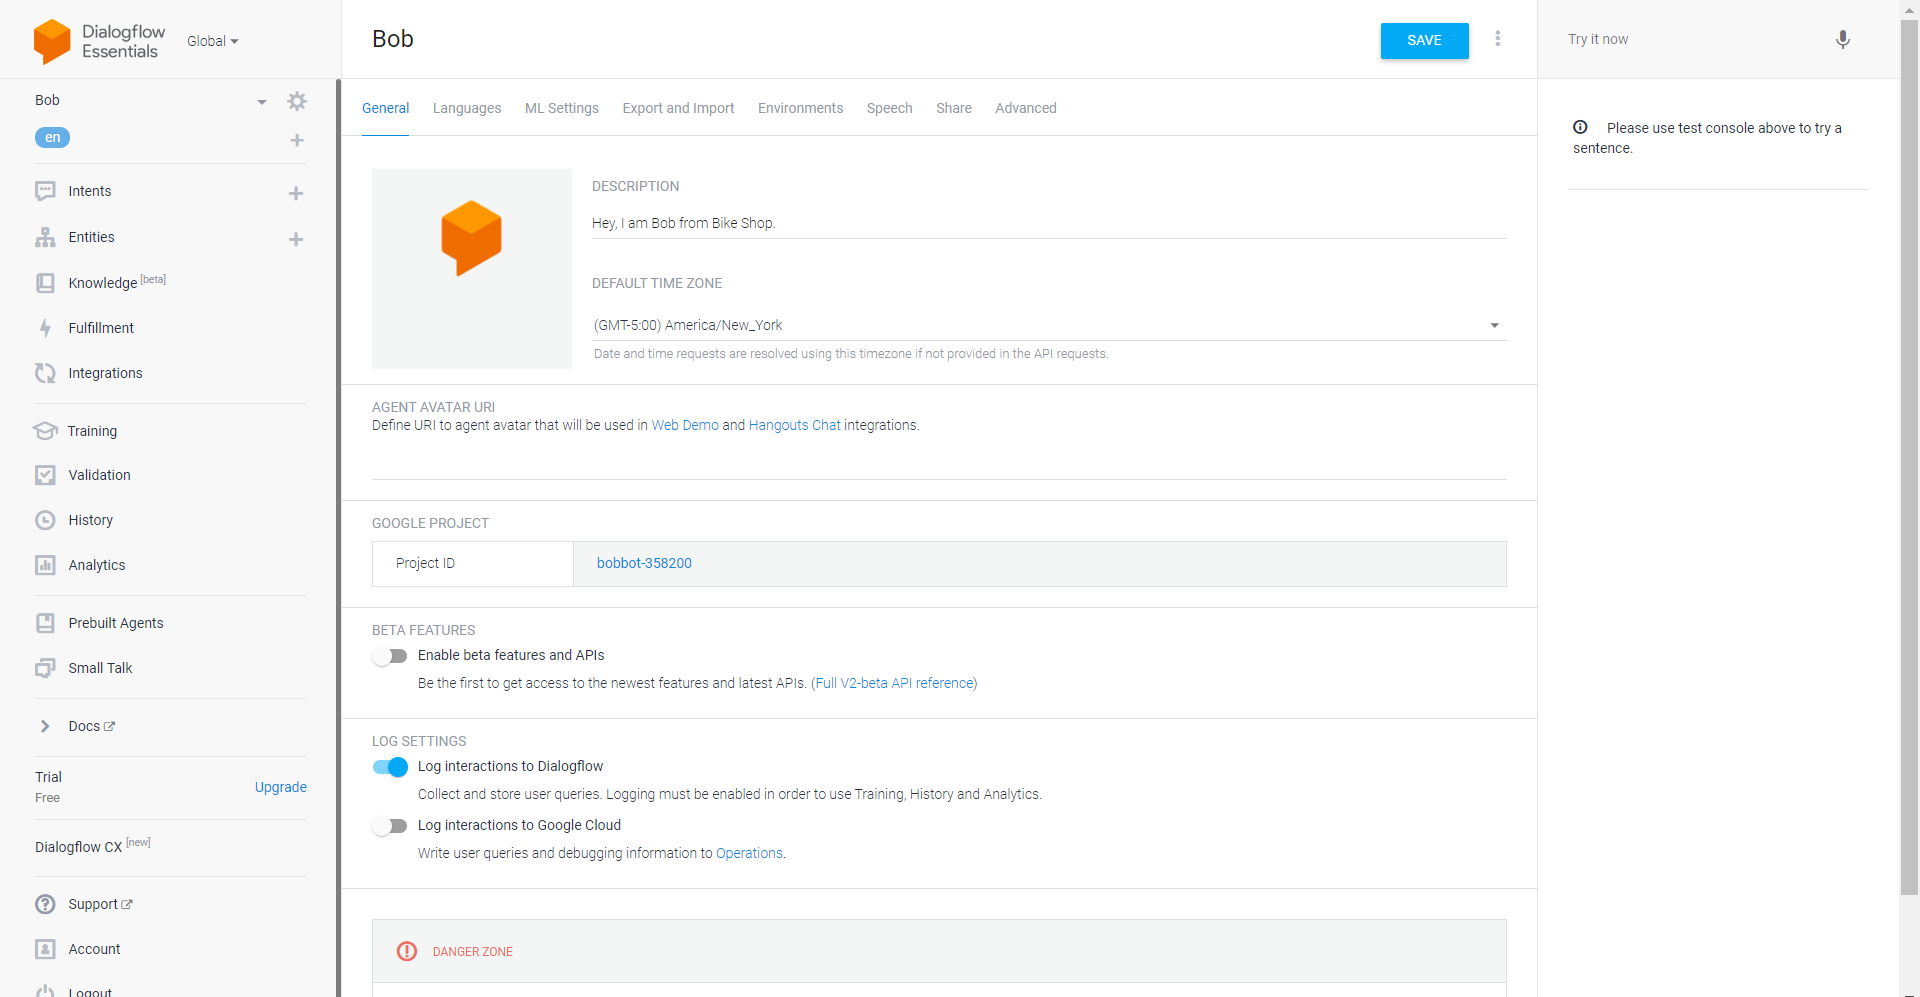 Dialogflow
Essentials
Global
Bob
en
Intents
Entities
Knowledge [beta]
Fulfillment
Integrations
Training
Validation
History
Analytics
Prebuilt Agents
Small Talk
Docs
Trial
Free
Upgrade
Dialogflow CX [new]
Support
Account
Logout
Bob
SAVE
General Languages ML Settings Export and Import Environments Speech Share Advanced
DESCRIPTION
Hey, I am Bob from Bike Shop.
DEFAULT TIME ZONE
(GMT-5:00) America/New_York
Date and time requests are resolved using this timezone if not provided in the API requests.
AGENT AVATAR URI
Define URI to agent avatar that will be used in Web Demo and Hangouts Chat integrations.
GOOGLE PROJECT
Project ID bobbot-358200
BETA FEATURES
Enable beta features and APIs
Be the first to get access to the newest features and latest APIs. (Full V2-beta API reference)
LOG SETTINGS
Log interactions to Dialogflow
Collect and store user queries. Logging must be enabled in order to use Training, History and Analytics.
Log interactions to Google Cloud
Write user queries and debugging information to Operations.
DANGER ZONE
Try it now
Please use test console above to try a
sentence.